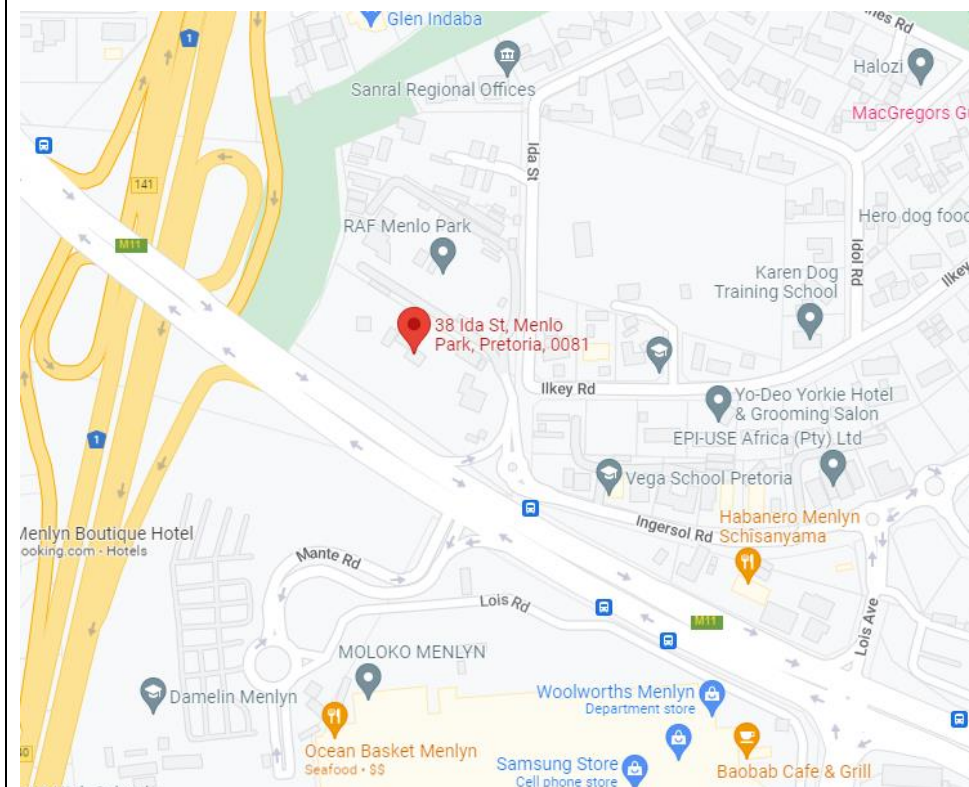 Glen Indaba
1
Sanral Regional Offices
Halozi
MacGregors G
Ida St
141
RAF Menlo Park
Hero dog food
M11
Karen Dog
Training School
Idol Rd
Ilkey
38 Ida St, Menlo
Park, Pretoria, 0081
Ilkey Rd
Yo-Deo Yorkie Hotel
& Grooming Salon
1
EPI-USE Africa (Pty) Ltd
Vega School Pretoria
Ingersol Rd
Habanero Menlyn
Schisanyama
Menlyn Boutique Hotel
ooking.com • Hotels
Mante Rd
Lois Rd
M11
Lois Ave
MOLOKO MENLYN
Damelin Menlyn
Woolworths Menlyn
Department store
Ocean Basket Menlyn
Seafood • $$
Samsung Store
Cell phone store
Baobab Cafe & Grill